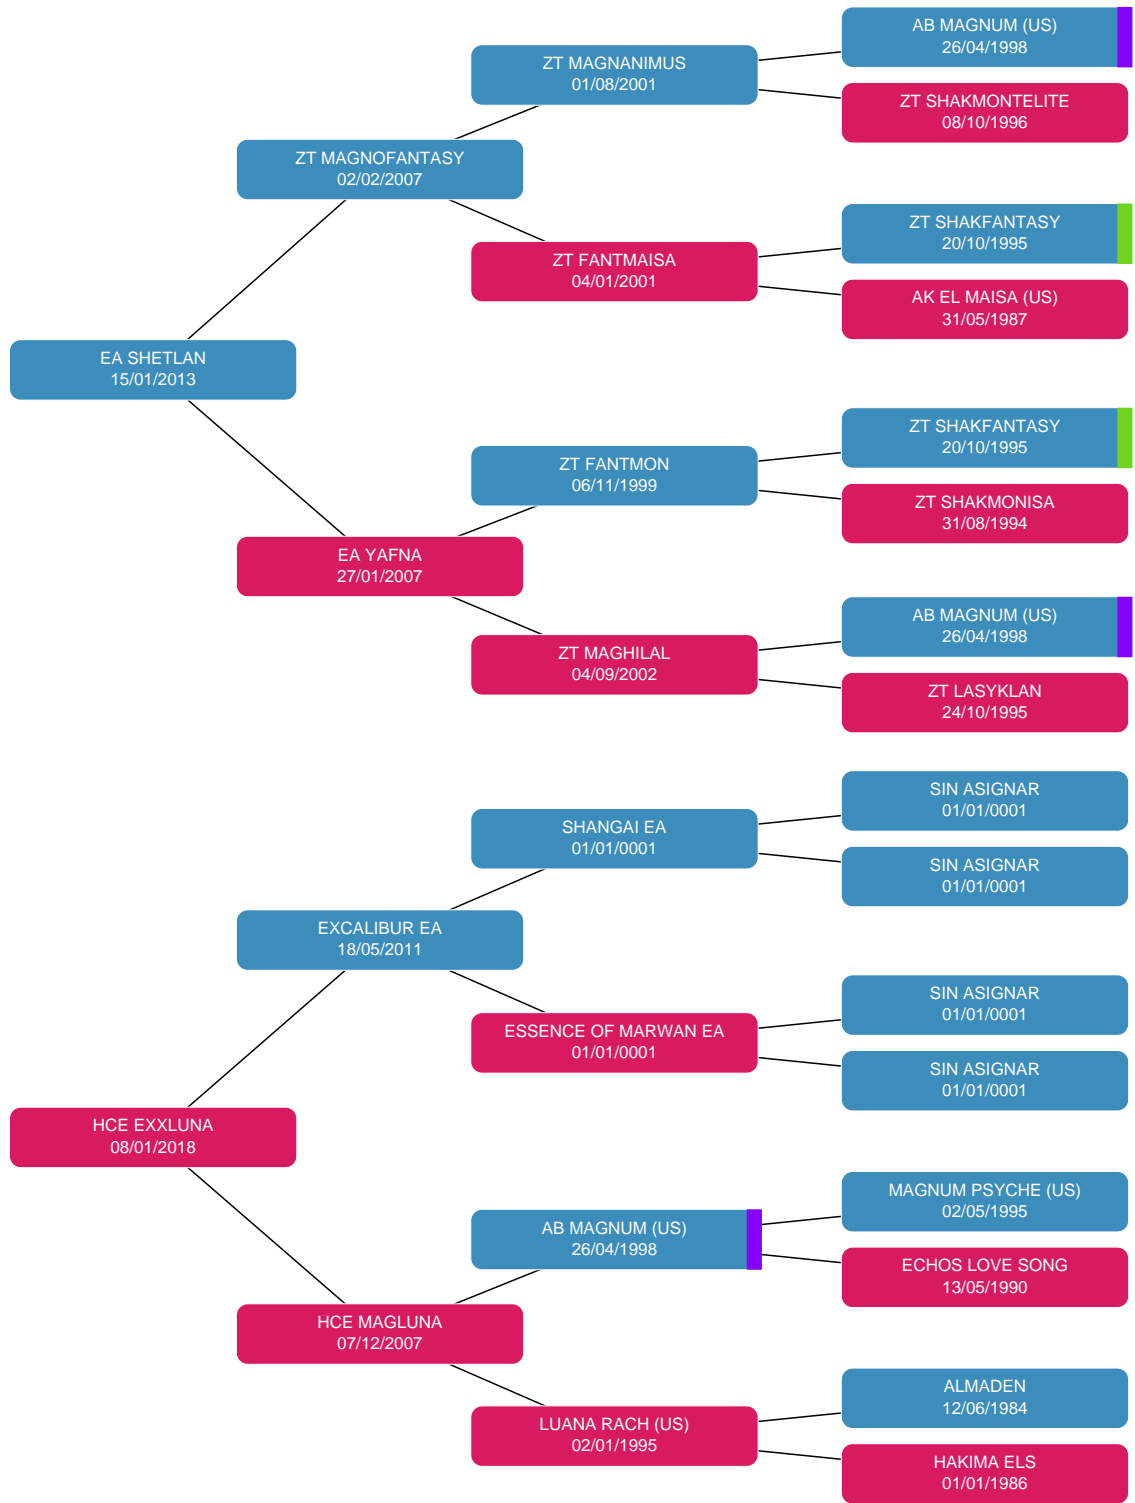 AB MAGNUM (US)
26/04/1998
ZT MAGNANIMUS
01/08/2001
ZT SHAKMONTELITE
08/10/1996
ZT MAGNOFANTASY
02/02/2007
ZT SHAKFANTASY
20/10/1995
ZT FANTMAISA
04/01/2001
AK EL MAISA (US)
31/05/1987
EA SHETLAN
15/01/2013
ZT SHAKFANTASY
20/10/1995
ZT FANTMON
06/11/1999
ZT SHAKMONISA
31/08/1994
EA YAFNA
27/01/2007
AB MAGNUM (US)
26/04/1998
ZT MAGHILAL
04/09/2002
ZT LASYKLAN
24/10/1995
SIN ASIGNAR
01/01/0001
SHANGAI EA
01/01/0001
SIN ASIGNAR
01/01/0001
EXCALIBUR EA
18/05/2011
SIN ASIGNAR
01/01/0001
ESSENCE OF MARWAN EA
01/01/0001
SIN ASIGNAR
01/01/0001
HCE EXXLUNA
08/01/2018
MAGNUM PSYCHE (US)
02/05/1995
AB MAGNUM (US)
26/04/1998
ECHOS LOVE SONG
13/05/1990
HCE MAGLUNA
07/12/2007
ALMADEN
12/06/1984
LUANA RACH (US)
02/01/1995
HAKIMA ELS
01/01/1986